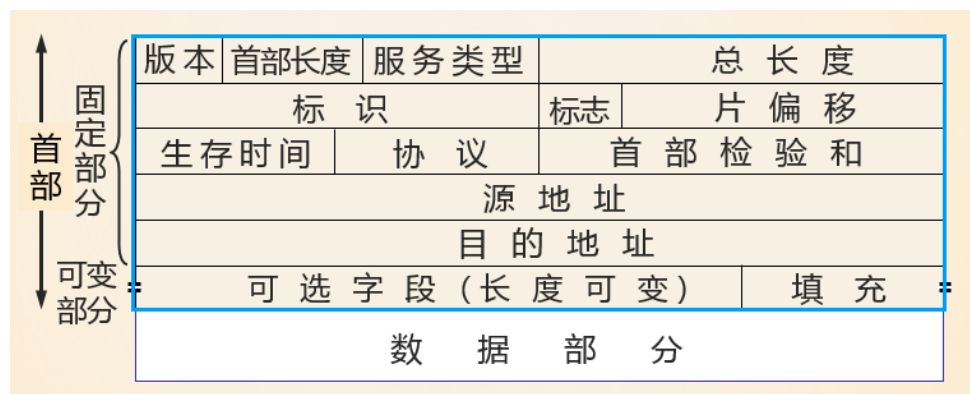 版本 首部长度 服务类型 总长度
标识 标志 片偏移
生存时间 协议 首部检验和
源地址
目的地址
可选字段(长度可变) 填充
数据部分
首部
固定部分
可变部分